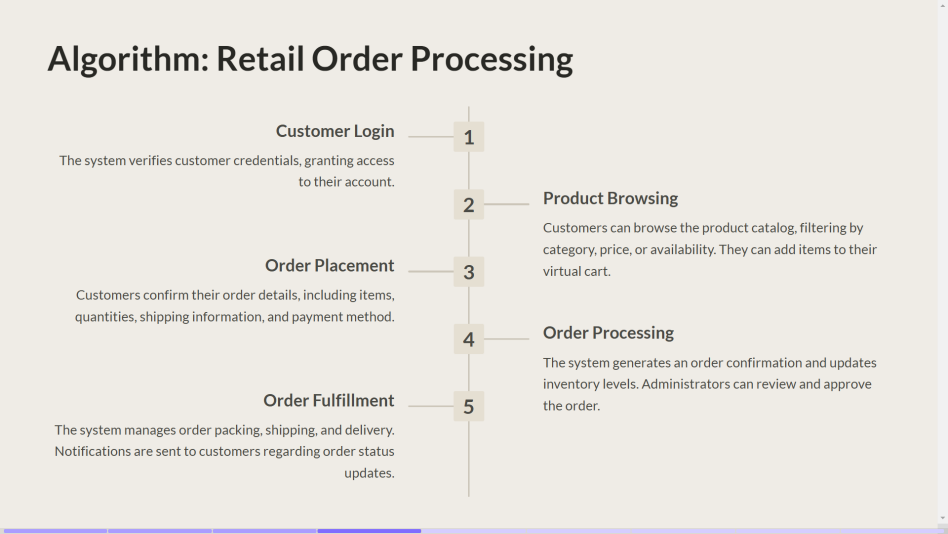 Algorithm: Retail Order Processing
1
Customer Login
The system verifies customer credentials, granting access
to their account.
2
Product Browsing
Customers can browse the product catalog, filtering by
category, price, or availability. They can add items to their
virtual cart.
3
Order Placement
Customers confirm their order details, including items,
quantities, shipping information, and payment method.
4
Order Processing
The system generates an order confirmation and updates
inventory levels. Administrators can review and approve
the order.
5
Order Fulfillment
The system manages order packing, shipping, and delivery.
Notifications are sent to customers regarding order status
updates.